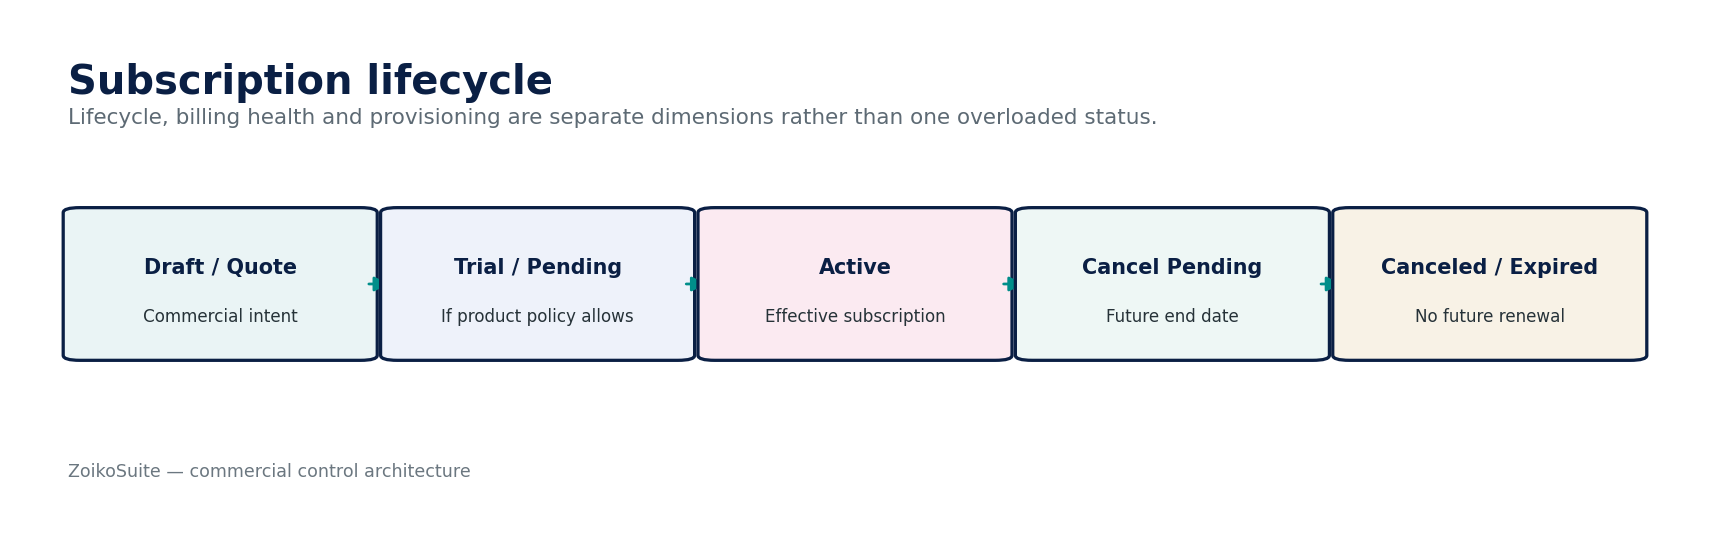 Subscription lifecycle
Lifecycle, billing health and provisioning are separate dimensions rather than one overloaded status.
Draft / Quote
Commercial intent
Trial / Pending
If product policy allows
Active
Effective subscription
Cancel Pending
Future end date
Canceled / Expired
No future renewal
ZoikoSuite — commercial control architecture